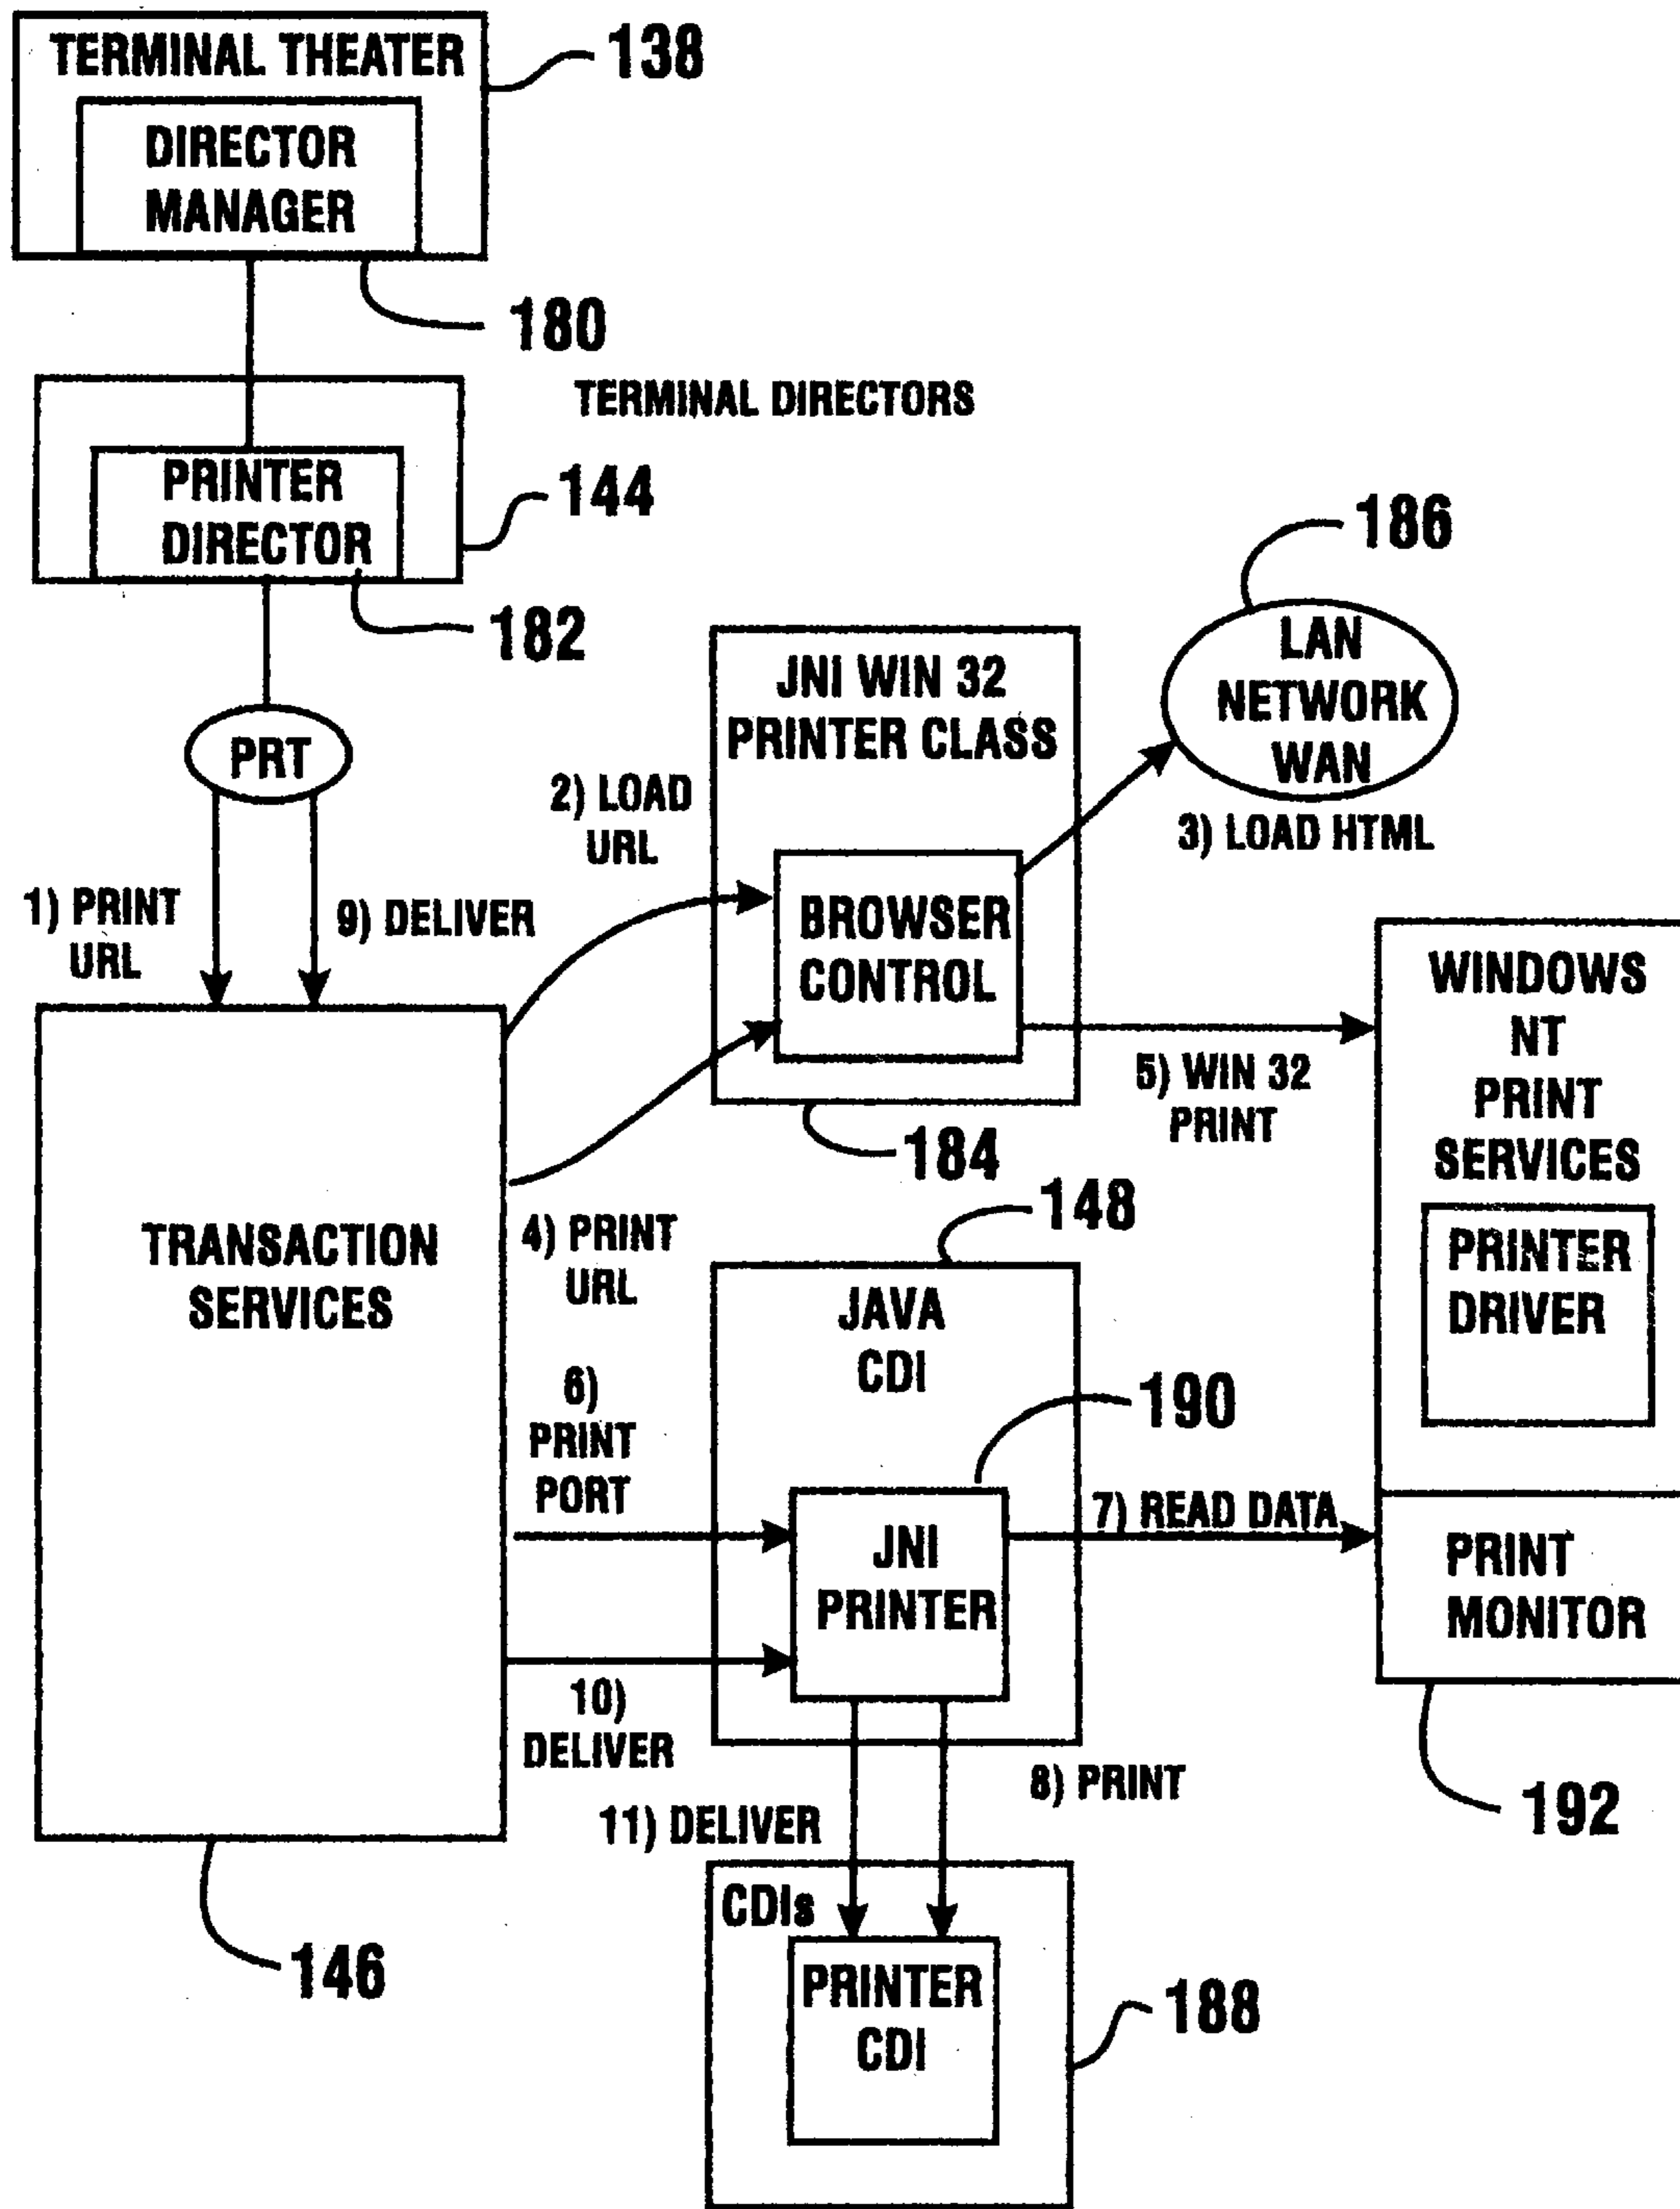 TERMINAL THEATER
138
DIRECTOR
MANAGER
180
TERMINAL DIRECTORS
PRINTER
DIRECTOR
144
182
186
LAN
NETWORK
WAN
JNI WIN 32
PRINTER CLASS
PRT
2) LOAD
URL
3) LOAD HTML
1) PRINT
URL
9) DELIVER
BROWSER
CONTROL
WINDOWS
NT
PRINT
SERVICES
5) WIN 32
PRINT
184
148
TRANSACTION
SERVICES
4) PRINT
URL
PRINTER
DRIVER
JAVA
CDI
6)
PRINT
PORT
190
7) READ DATA
JNI
PRINTER
PRINT
MONITOR
10)
DELIVER
8) PRINT
11) DELIVER
192
CDIs
146
PRINTER
CDI
188